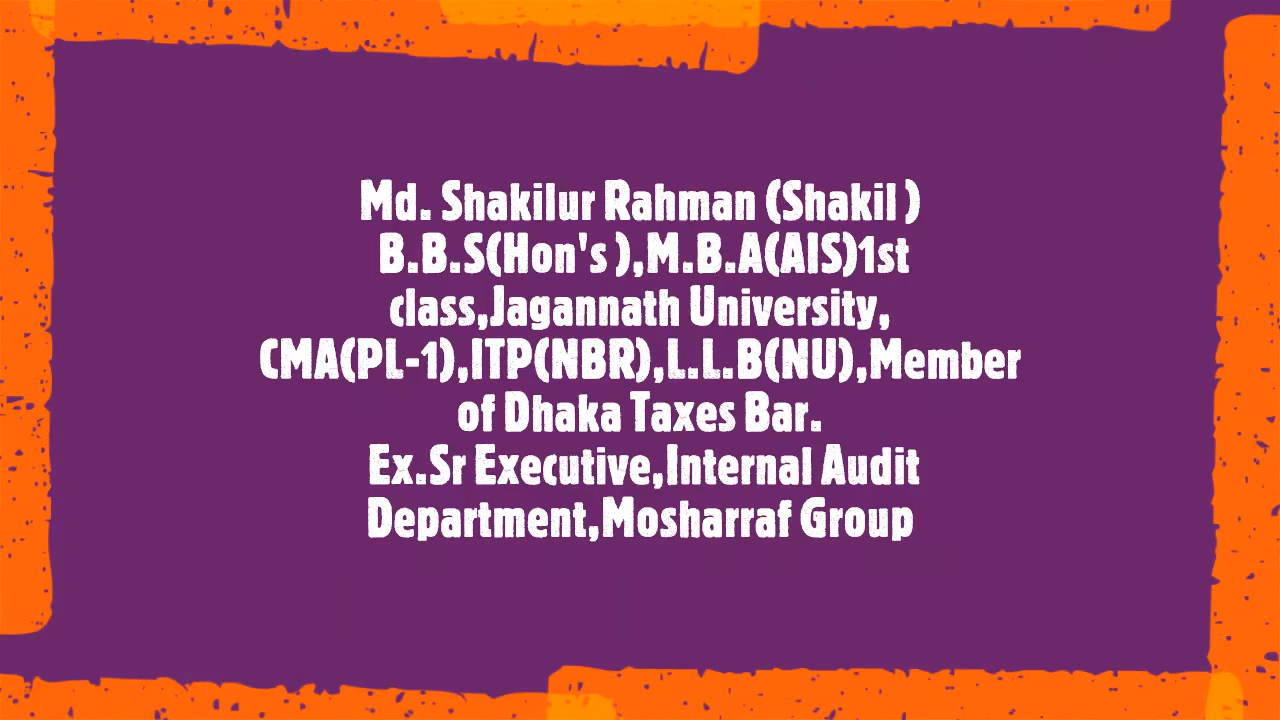 Md. Shakilur Rahman (Shakil )
B.B.S(Hon's ),M.B.A(AIS)1st
class,Jagannath University,
CMA(PL-1),ITP(NBR),L.L.B(NU),Member
of Dhaka Taxes Bar.
Ex.Sr Executive,Internal Audit
Department,Mosharraf Group